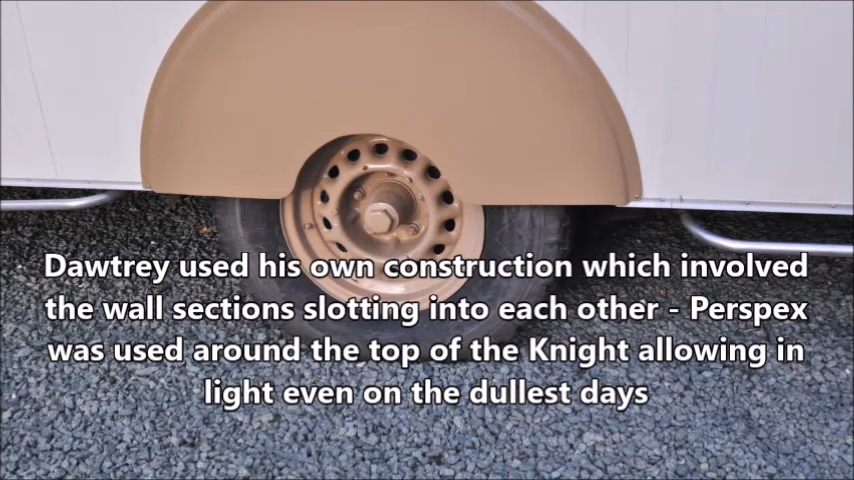 Dawtrey used his own construction which involved
the wall sections slotting into each other - Perspex
was used around the top of the Knight allowing in
light even on the dullest days